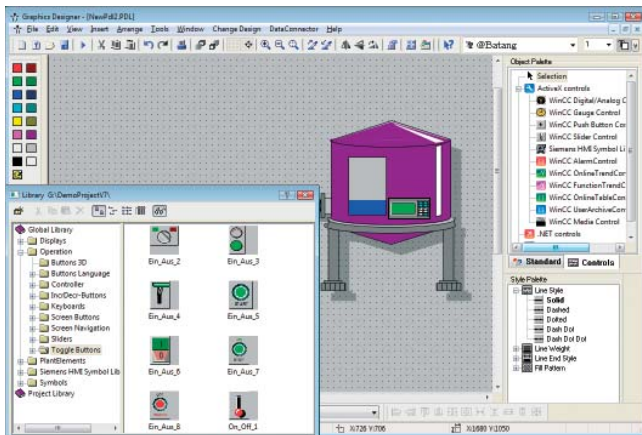 Graphics Designer - [NewPdl2.PDL]
File Edit View Insert Arrange Tools Window Change Design DataConnector Help
@Batang 1
Object Palette
Selection
ActiveX controls
WinCC Digital/Analog C
WinCC Gauge Control
WinCC Push Button Co
WinCC Slider Control
Siemens HMI Symbol Li
WinCC AlarmControl
WinCC OnlineTrendCo
WinCC FunctionTrendC
WinCC OnlineTableCo
WinCC UserArchiveCo
WinCC Media Control
.NET controls
Standard Controls
Style Palette
Line Style
Solid
Dashed
Dotted
Dash Dot
Dash Dot Dot
Line Weight
Line End Style
Fill Pattern
Library G:\DemoProjectV7\
Global Library
Displays
Operation
Buttons 3D
Buttons Language
Controller
IncrDecr-Buttons
Keyboards
Screen Buttons
Screen Navigation
Sliders
Toggle Buttons
PlantElements
Siemens HMI Symbol Lib
Symbols
Project Library
Ein_Aus_2 Ein_Aus_3
Ein_Aus_4 Ein_Aus_5
Ein_Aus_6 Ein_Aus_7
Ein_Aus_8 On_Off_1
X:726 Y:706 X:1680 Y:1050